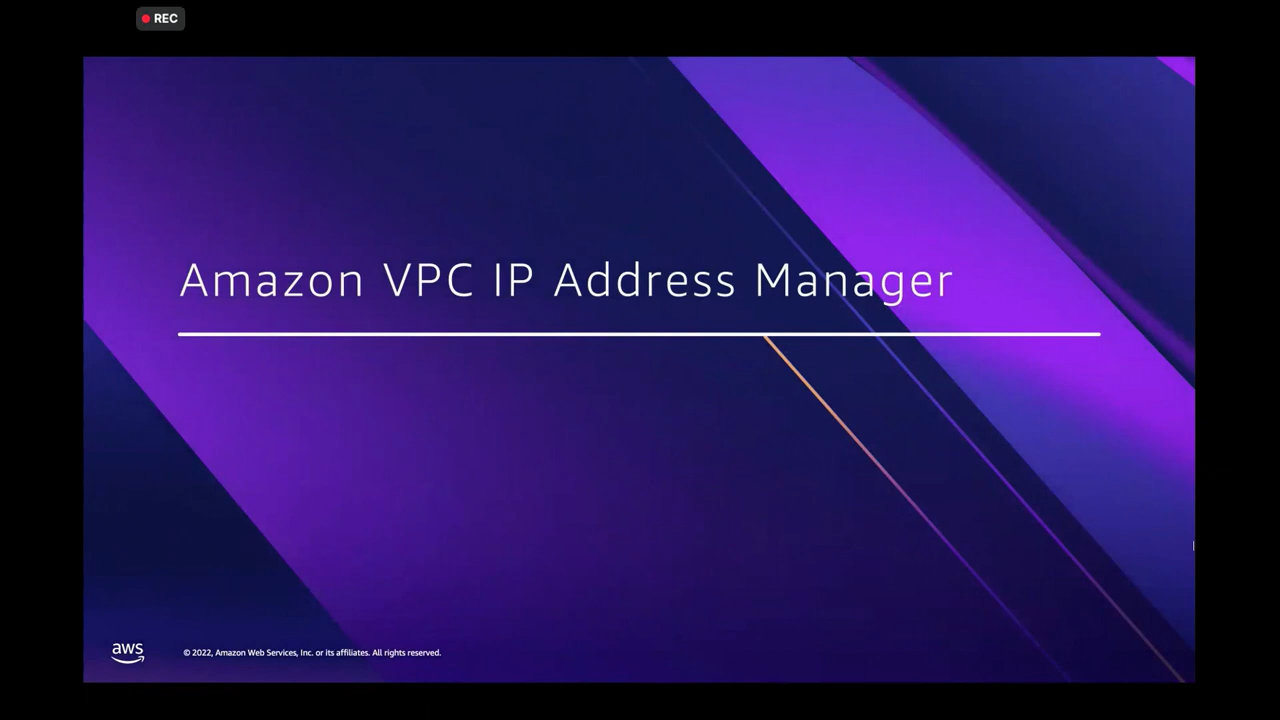 REC
Amazon VPC IP Address Manager
aws
© 2022, Amazon Web Services, Inc. or its affiliates. All rights reserved.